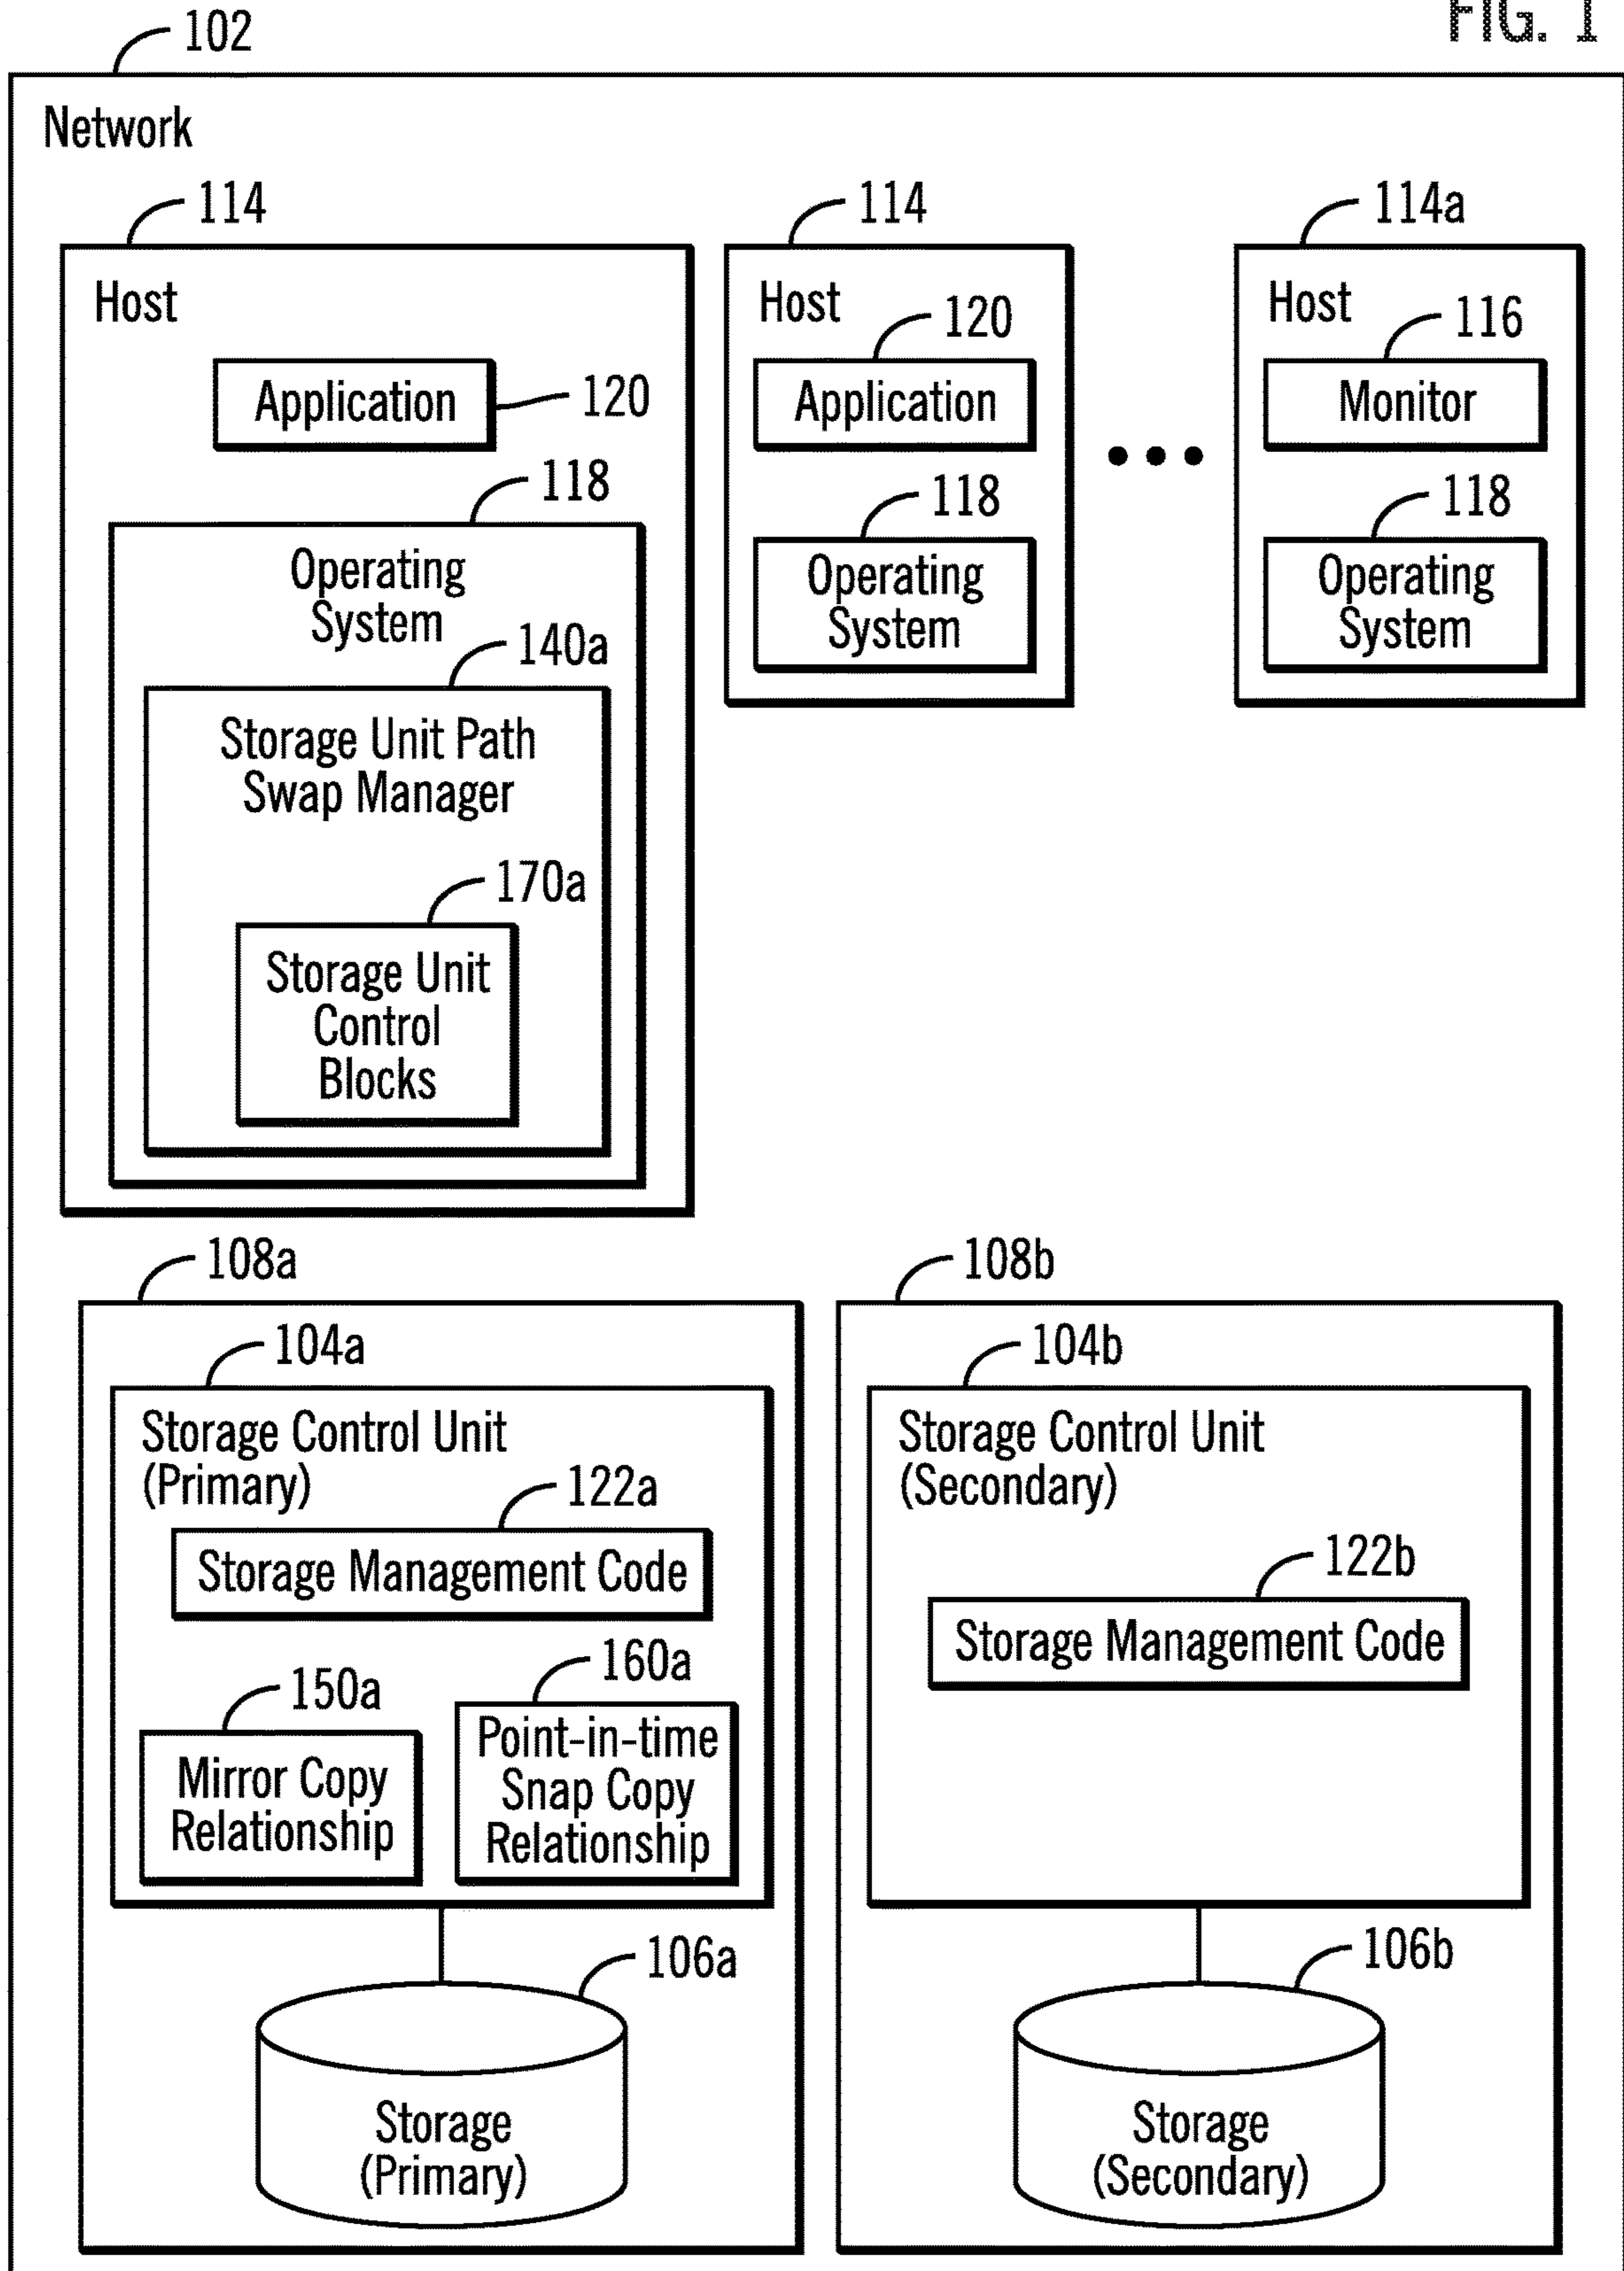 FIG. 1
102
Network
114
Host
Application
120
118
Operating
System
140a
Storage Unit Path
Swap Manager
170a
Storage Unit
Control
Blocks
114
Host
120
Application
118
Operating
System
114a
Host
116
Monitor
118
Operating
System
108a
104a
Storage Control Unit
(Primary)
122a
Storage Management Code
150a
Mirror Copy
Relationship
160a
Point-in-time
Snap Copy
Relationship
106a
Storage
(Primary)
108b
104b
Storage Control Unit
(Secondary)
122b
Storage Management Code
106b
Storage
(Secondary)